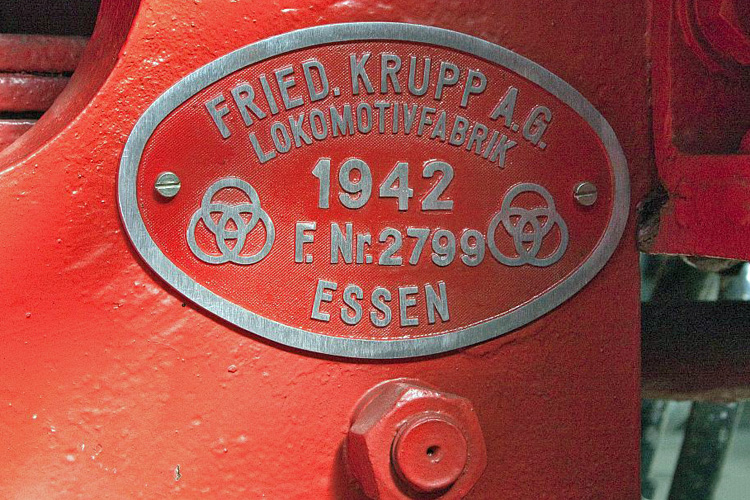 FRIED. KRUPP A.G.
LOKOMOTIVFABRIK
1942
F. Nr. 2799
ESSEN